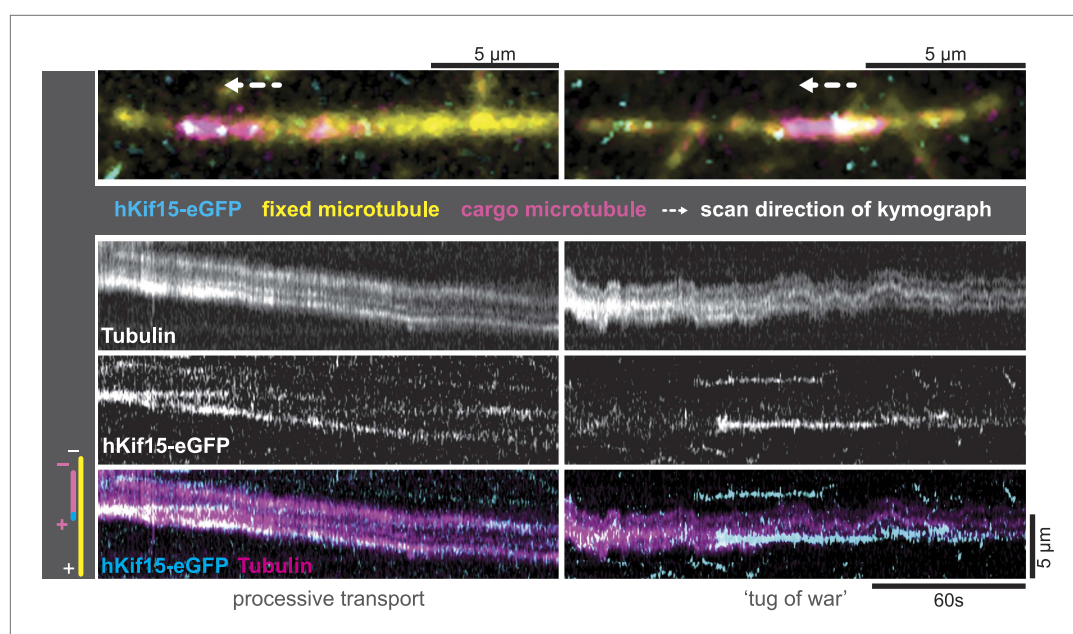 5 μm
5 μm
hKif15-eGFP fixed microtubule cargo microtubule scan direction of kymograph
Tubulin
hKif15-eGFP
−
−
+
+
hKif15-eGFP Tubulin
5 μm
processive transport
'tug of war'
60s